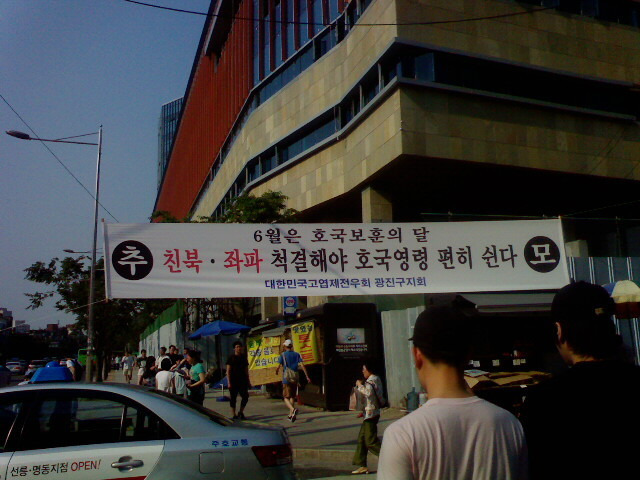 6월은 호국보훈의 달
추 친북·좌파 척결해야 호국영령 편히 쉰다 모
대한민국고엽제전우회 광진구지회
선릉·명동지점 OPEN!